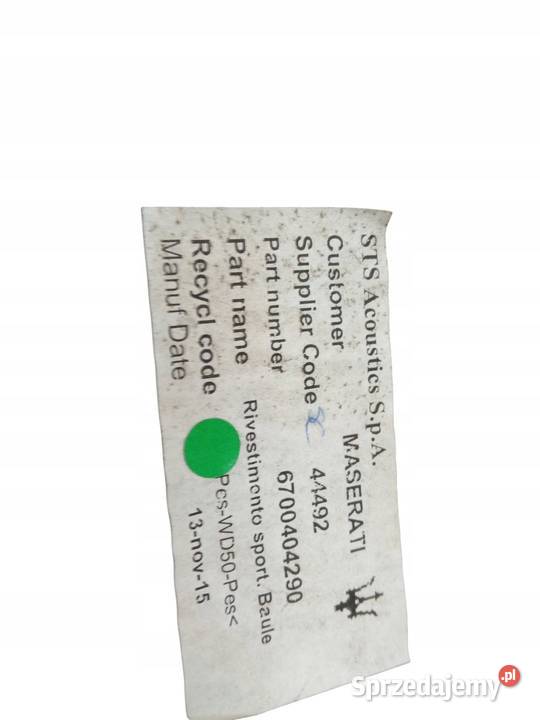 STS Acoustics S.p.A.
Customer MASERATI
Supplier Code 44492
Part number 6700404290
Part name Rivestimento sport. Baule
Recycl code Pes-WD50-Pes<
Manuf Date 13-nov-15
Sprzedajemy.pl